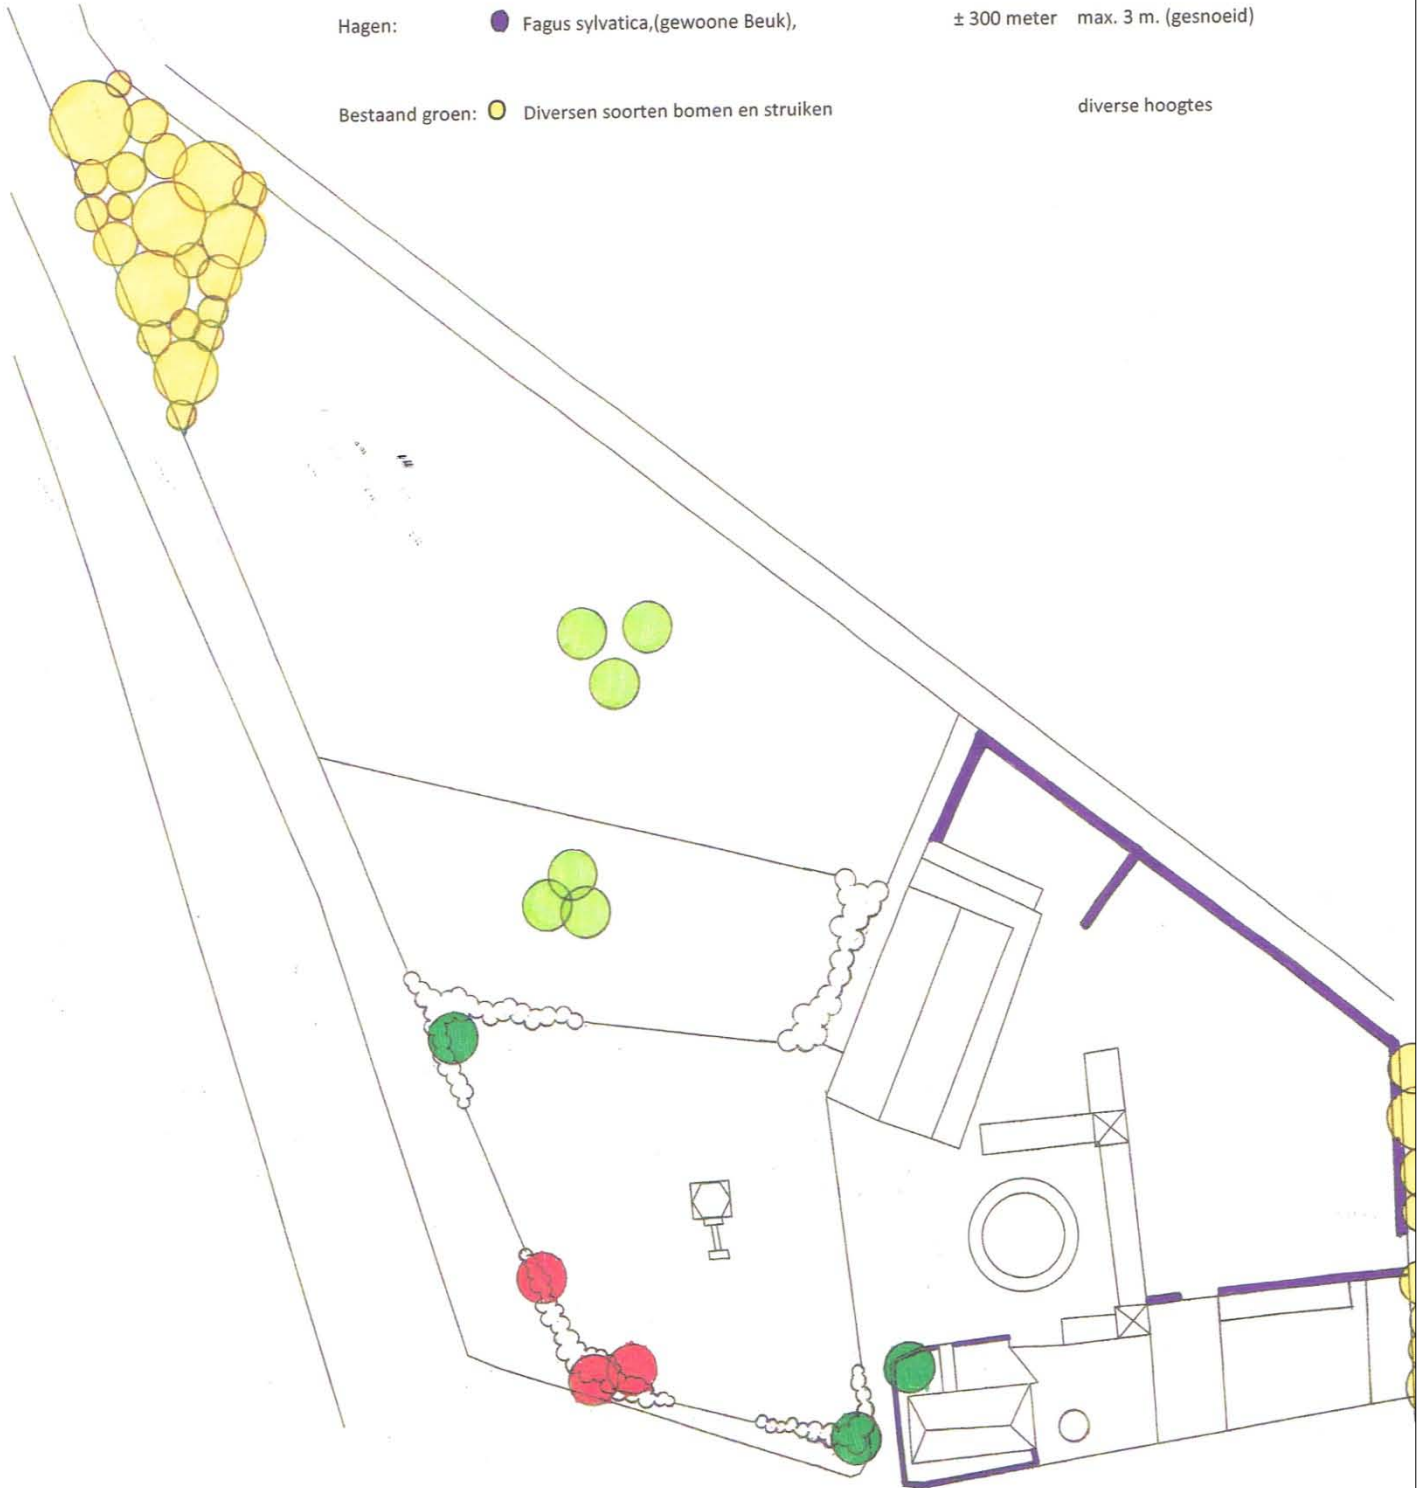 Hagen: Fagus sylvatica,(gewoone Beuk), ± 300 meter max. 3 m. (gesnoeid)
Bestaand groen: Diversen soorten bomen en struiken diverse hoogtes